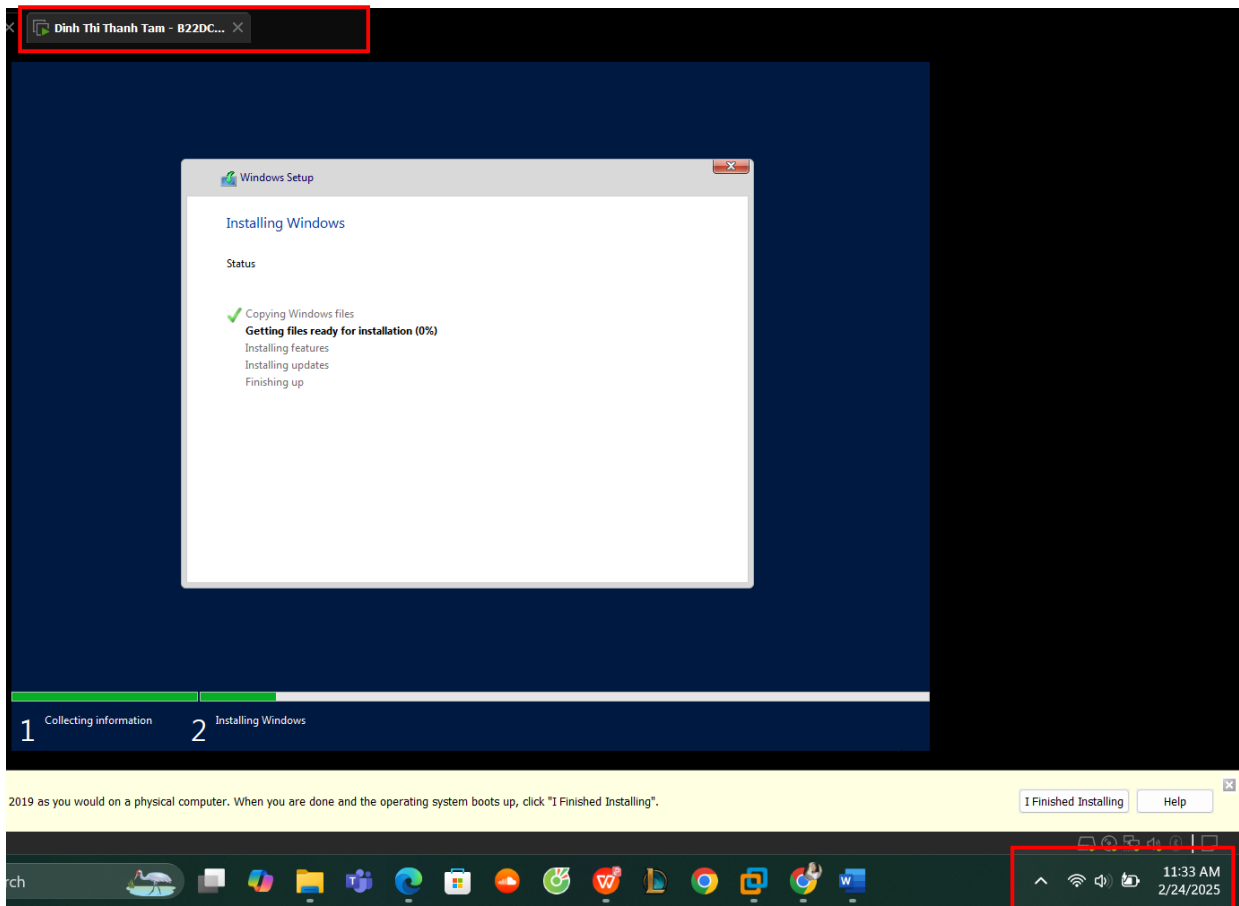 Dinh Thi Thanh Tam - B22DC...
Windows Setup
Installing Windows
Status
Copying Windows files
Getting files ready for installation (0%)
Installing features
Installing updates
Finishing up
1 Collecting information 2 Installing Windows
2019 as you would on a physical computer. When you are done and the operating system boots up, click "I Finished Installing". I Finished Installing Help
rch
11:33 AM
2/24/2025